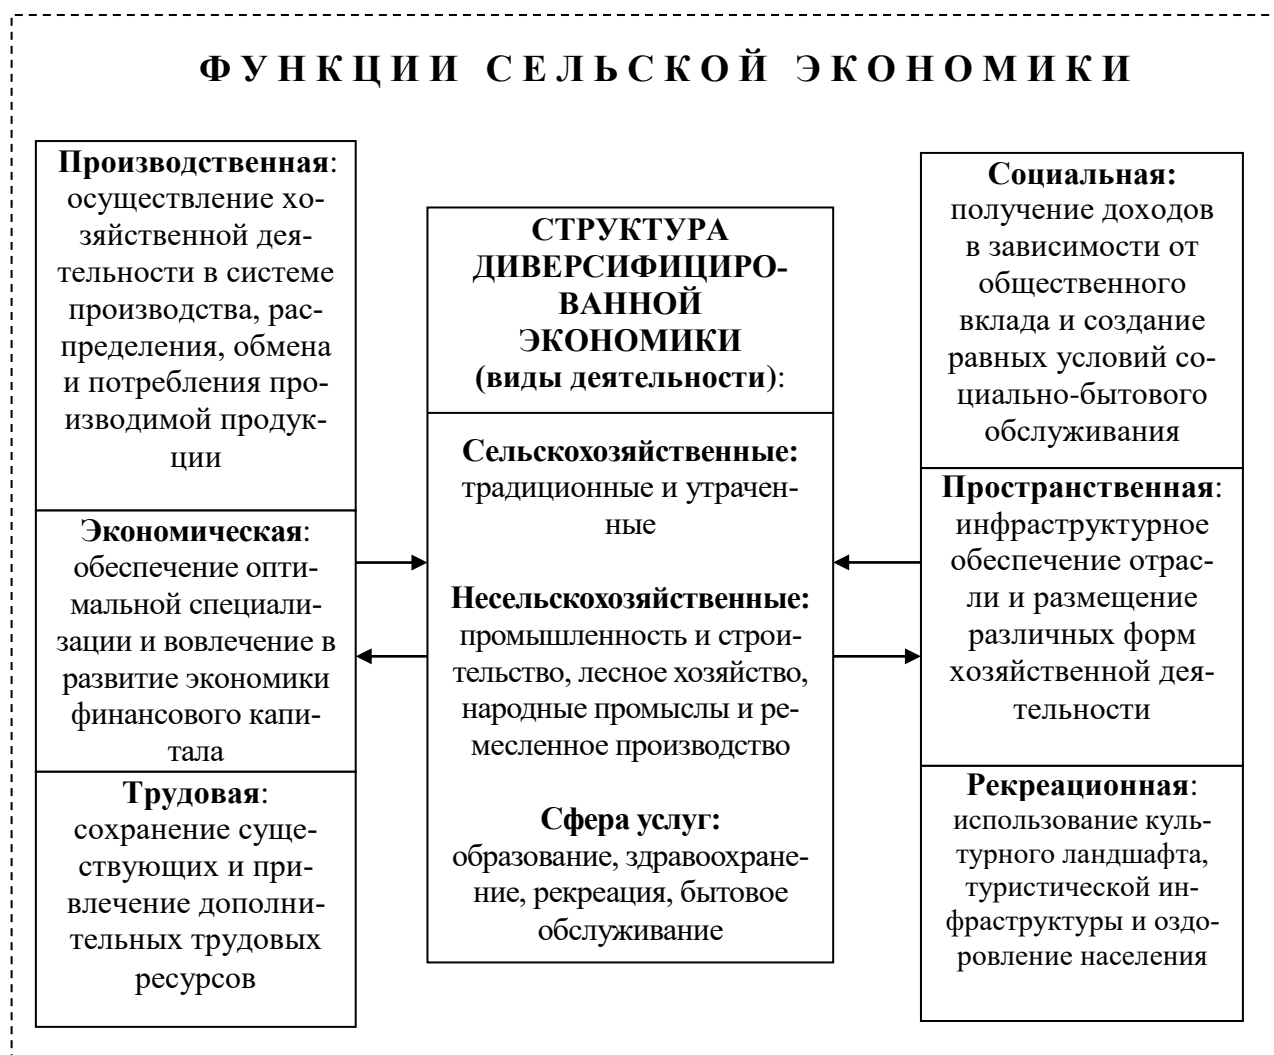 ФУНКЦИИ СЕЛЬСКОЙ ЭКОНОМИКИ
Производственная:
осуществление хо-
зяйственной дея-
тельности в системе
производства, рас-
пределения, обмена
и потребления про-
изводимой продук-
ции
Экономическая:
обеспечение опти-
мальной специали-
зации и вовлечение в
развитие экономики
финансового капи-
тала
Трудовая:
сохранение суще-
ствующих и при-
влечение дополни-
тельных трудовых
ресурсов
СТРУКТУРА
ДИВЕРСИФИЦИРО-
ВАННОЙ
ЭКОНОМИКИ
(виды деятельности):
Сельскохозяйственные:
традиционные и утрачен-
ные
Несельскохозяйственные:
промышленность и строи-
тельство, лесное хозяйство,
народные промыслы и ре-
месленное производство
Сфера услуг:
образование, здравоохране-
ние, рекреация, бытовое
обслуживание
Социальная:
получение доходов
в зависимости от
общественного
вклада и создание
равных условий со-
циально-бытового
обслуживания
Пространственная:
инфраструктурное
обеспечение отрас-
ли и размещение
различных форм
хозяйственной дея-
тельности
Рекреационная:
использование куль-
турного ландшафта,
туристической ин-
фраструктуры и оздо-
ровление населения